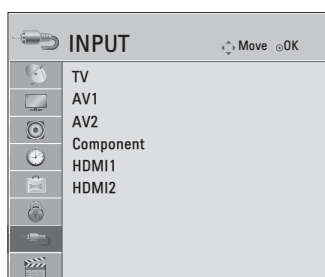 INPUT
Move OK
TV
AV1
AV2
Component
HDMI1
HDMI2